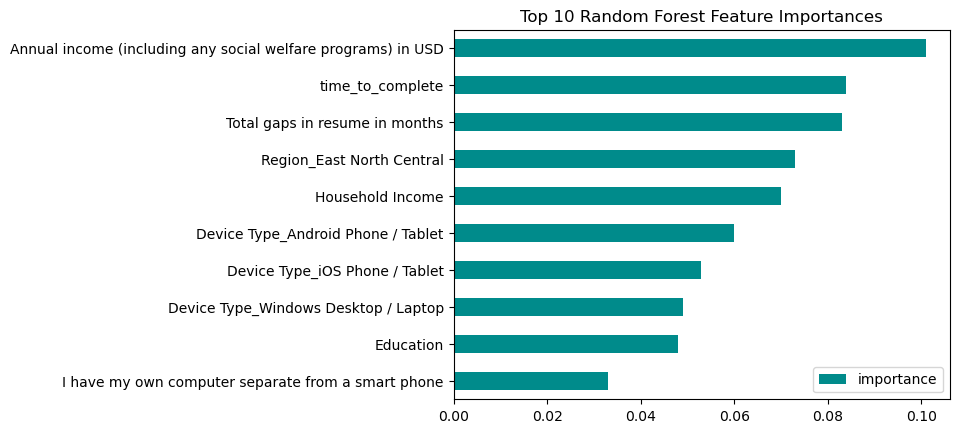 Top 10 Random Forest Feature Importances
Annual income (including any social welfare programs) in USD
time_to_complete
Total gaps in resume in months
Region_East North Central
Household Income
Device Type_Android Phone / Tablet
Device Type_iOS Phone / Tablet
Device Type_Windows Desktop / Laptop
Education
I have my own computer separate from a smart phone
importance
0.00 0.02 0.04 0.06 0.08 0.10